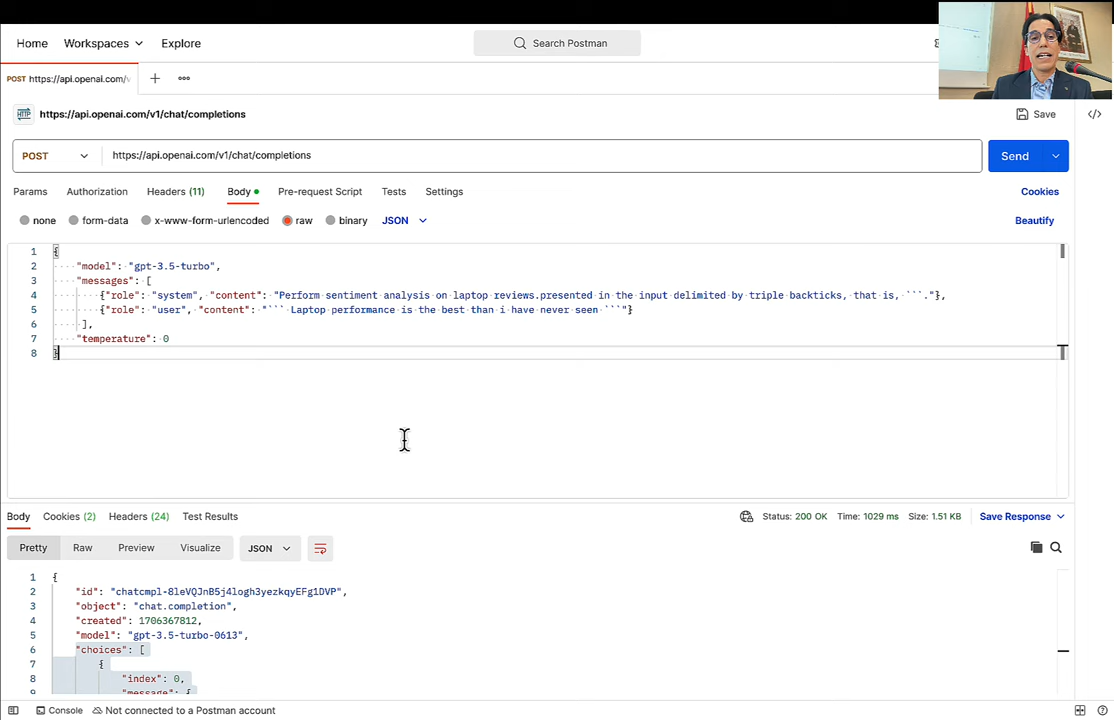 Home Workspaces Explore Search Postman
POST https://api.openai.com/v
https://api.openai.com/v1/chat/completions Save
POST https://api.openai.com/v1/chat/completions Send
Params Authorization Headers (11) Body Pre-request Script Tests Settings Cookies
none form-data x-www-form-urlencoded raw binary JSON Beautify
1 {
2 "model": "gpt-3.5-turbo",
3 "messages": [
4 {"role": "system", "content": "Perform sentiment analysis on laptop reviews.presented in the input delimited by triple backticks, that is, ```."},
5 {"role": "user", "content": "``` Laptop performance is the best than i have never seen ```"}
6 ],
7 "temperature": 0
8 }
Body Cookies (2) Headers (24) Test Results Status: 200 OK Time: 1029 ms Size: 1.51 KB Save Response
Pretty Raw Preview Visualize JSON
1 {
2 "id": "chatcmpl-8leVQJnB5j4logh3yezkqyEFg1DVP",
3 "object": "chat.completion",
4 "created": 1706367812,
5 "model": "gpt-3.5-turbo-0613",
6 "choices": [
7 {
8 "index": 0,
9 "message": {
Console Not connected to a Postman account